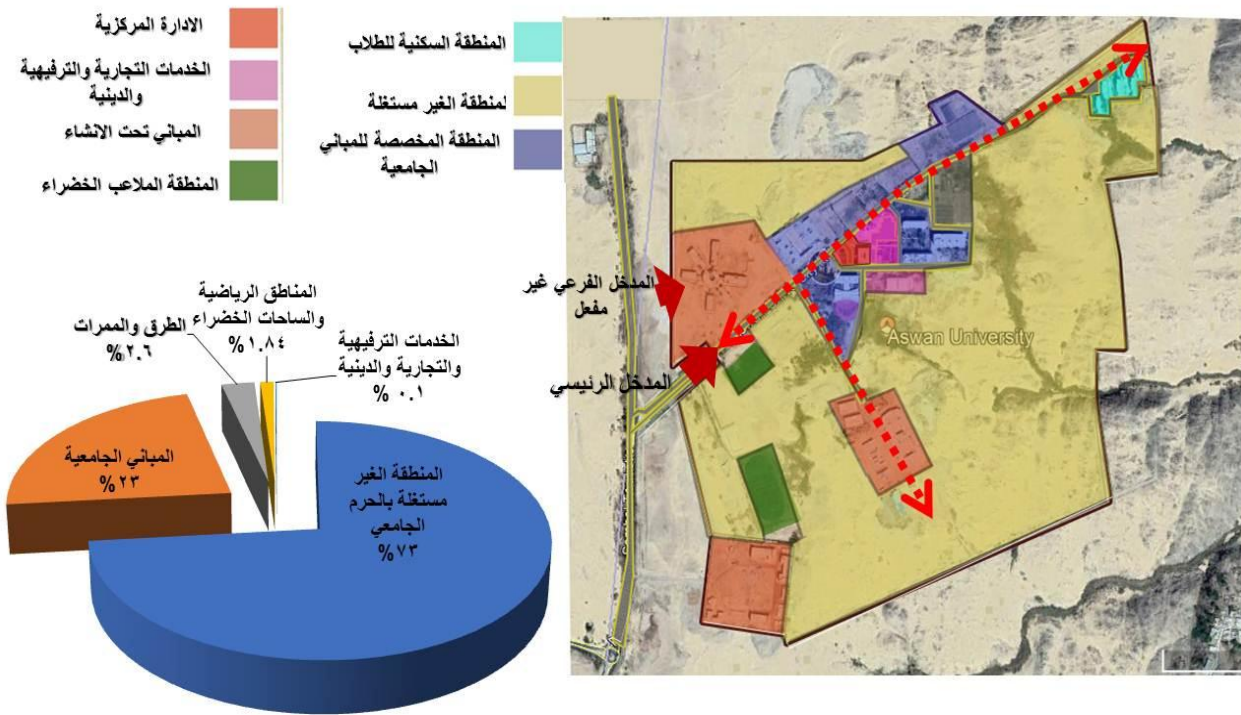 الادارة المركزية
الخدمات التجارية والترفيهية
والدينية
المباني تحت الانشاء
المنطقة الملاعب الخضراء
المنطقة السكنية للطلاب
لمنطقة الغير مستغلة
المنطقة المخصصة للمباني
الجامعية
المناطق الرياضية
والساحات الخضراء
١.٨٤%
الطرق والممرات
٢.٦%
الخدمات الترفيهية
والتجارية والدينية
٠.١ %
المباني الجامعية
٢٣%
المنطقة الغير
مستغلة بالحرم
الجامعي
٧٣%
المدخل الفرعي غير
مفعل
المدخل الرئيسي
Aswan University